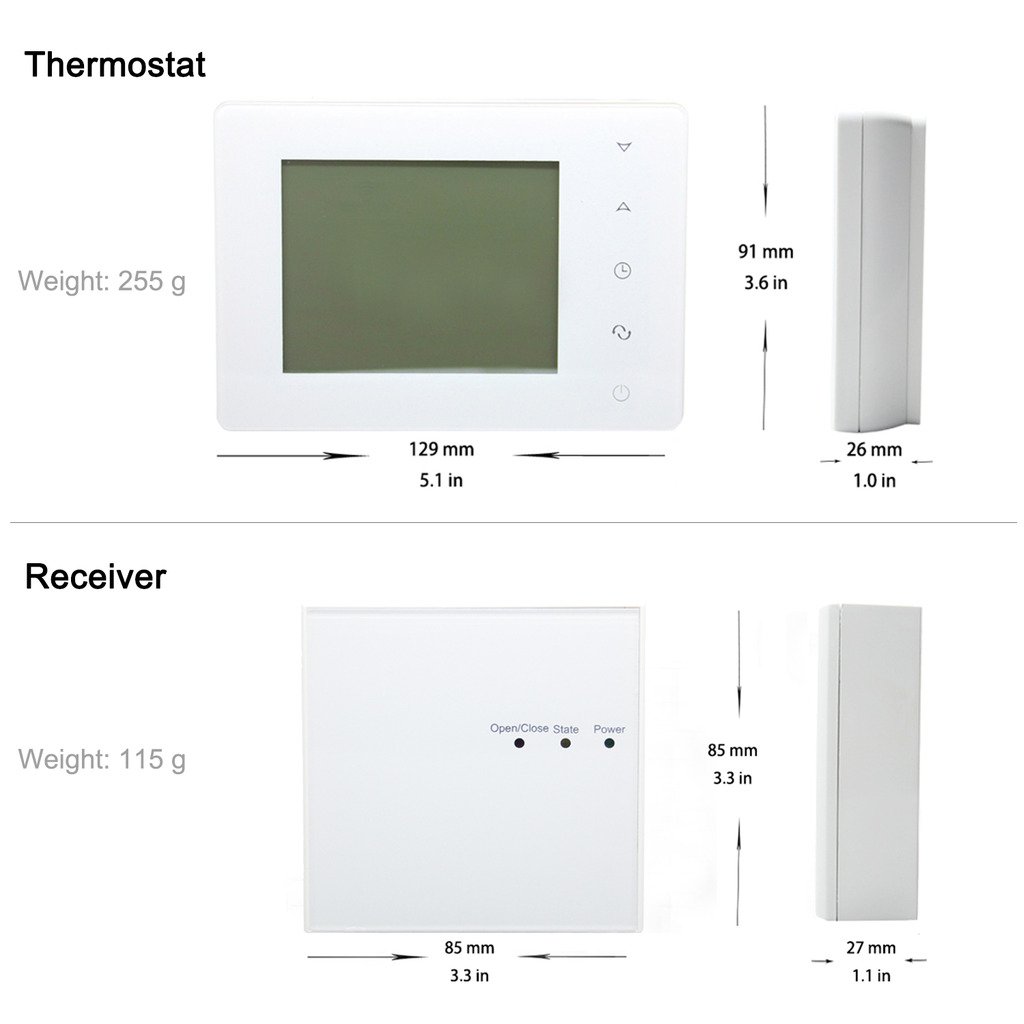 Thermostat
Weight: 255 g
91 mm
3.6 in
129 mm
5.1 in
26 mm
1.0 in
Receiver
Open/Close State Power
Weight: 115 g
85 mm
3.3 in
85 mm
3.3 in
27 mm
1.1 in